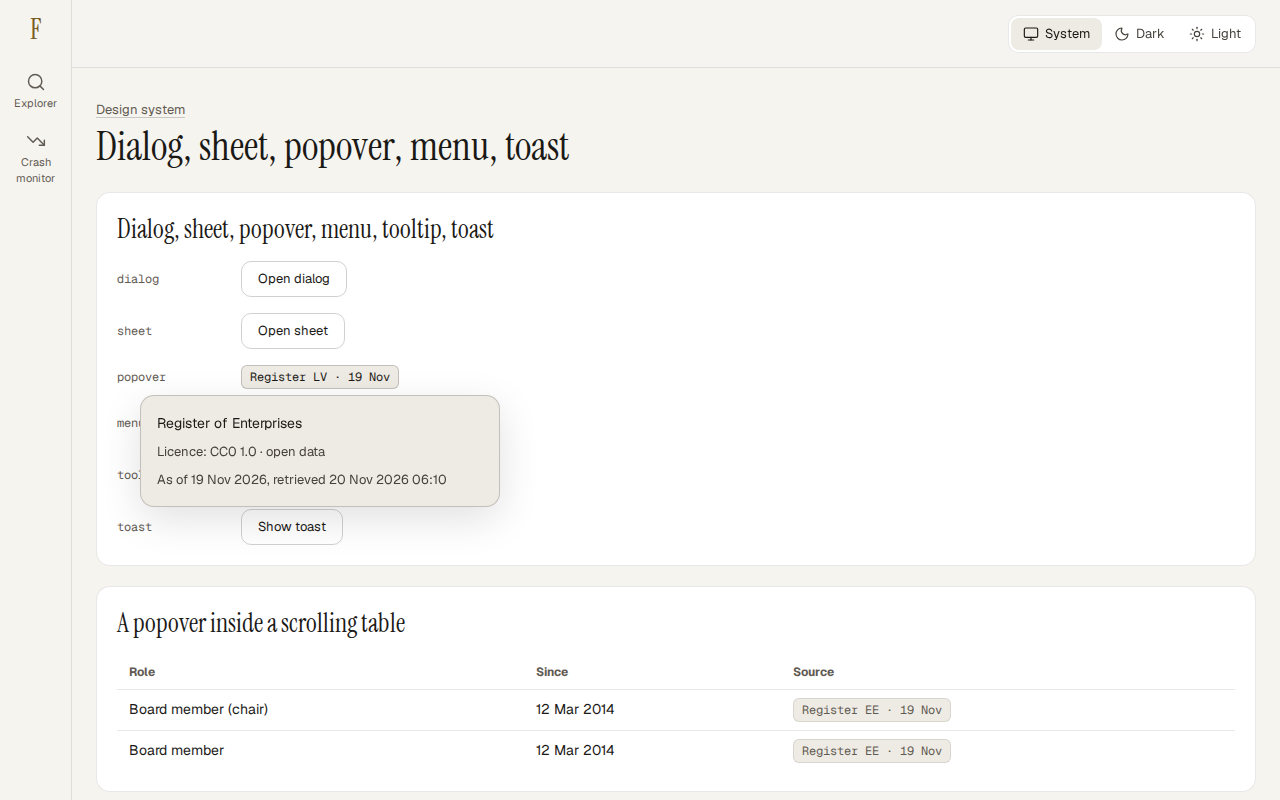 F
System
Dark
Light
Explorer
Crash
monitor
Design system
Dialog, sheet, popover, menu, toast
Dialog, sheet, popover, menu, tooltip, toast
dialog
Open dialog
sheet
Open sheet
popover
Register LV · 19 Nov
Register of Enterprises
Licence: CC0 1.0 · open data
As of 19 Nov 2026, retrieved 20 Nov 2026 06:10
toast
Show toast
A popover inside a scrolling table
Role Since Source
Board member (chair) 12 Mar 2014 Register EE · 19 Nov
Board member 12 Mar 2014 Register EE · 19 Nov